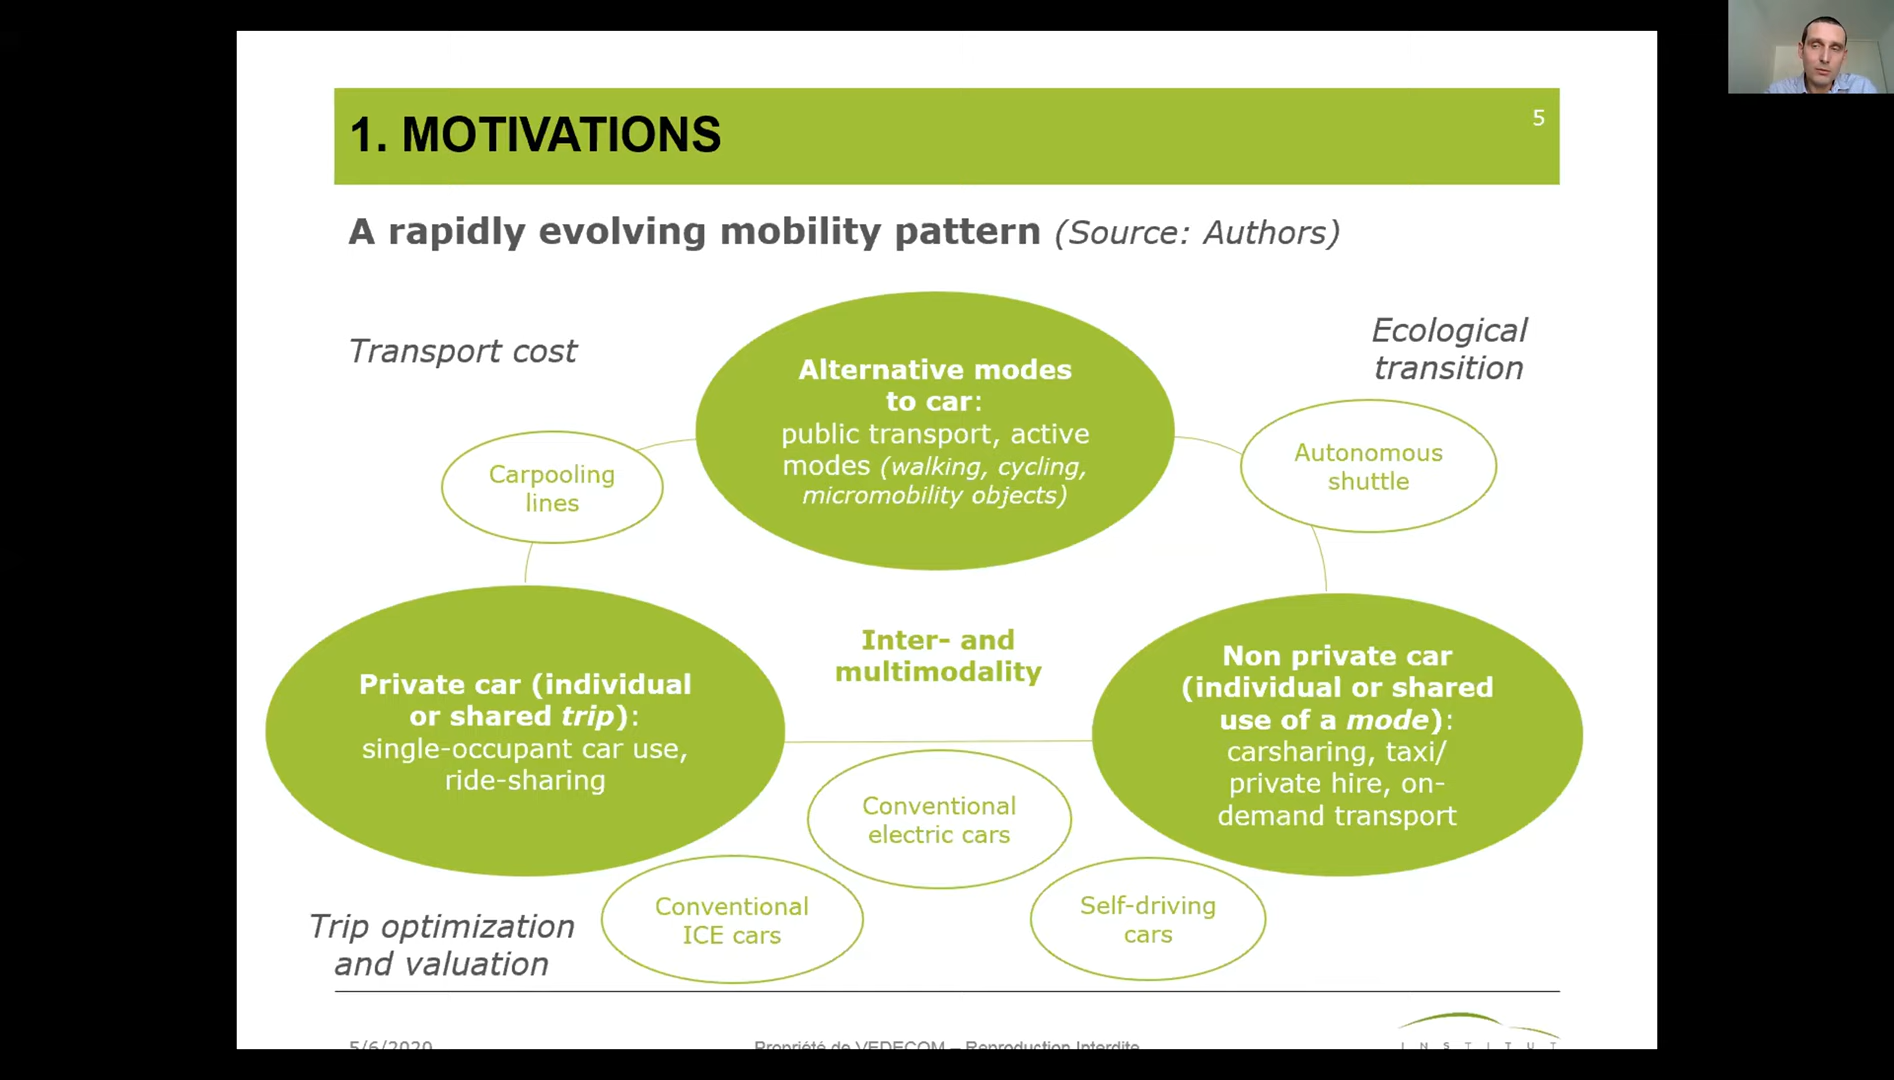 1. MOTIVATIONS
5
A rapidly evolving mobility pattern (Source: Authors)
Transport cost
Ecological
transition
Alternative modes
to car:
public transport, active
modes (walking, cycling,
micromobility objects)
Carpooling
lines
Autonomous
shuttle
Inter- and
multimodality
Private car (individual
or shared trip):
single-occupant car use,
ride-sharing
Non private car
(individual or shared
use of a mode):
carsharing, taxi/
private hire, on-
demand transport
Conventional
electric cars
Conventional
ICE cars
Self-driving
cars
Trip optimization
and valuation
5/6/2020
Propriété de VEDECOM – Reproduction Interdite
INSTITUT